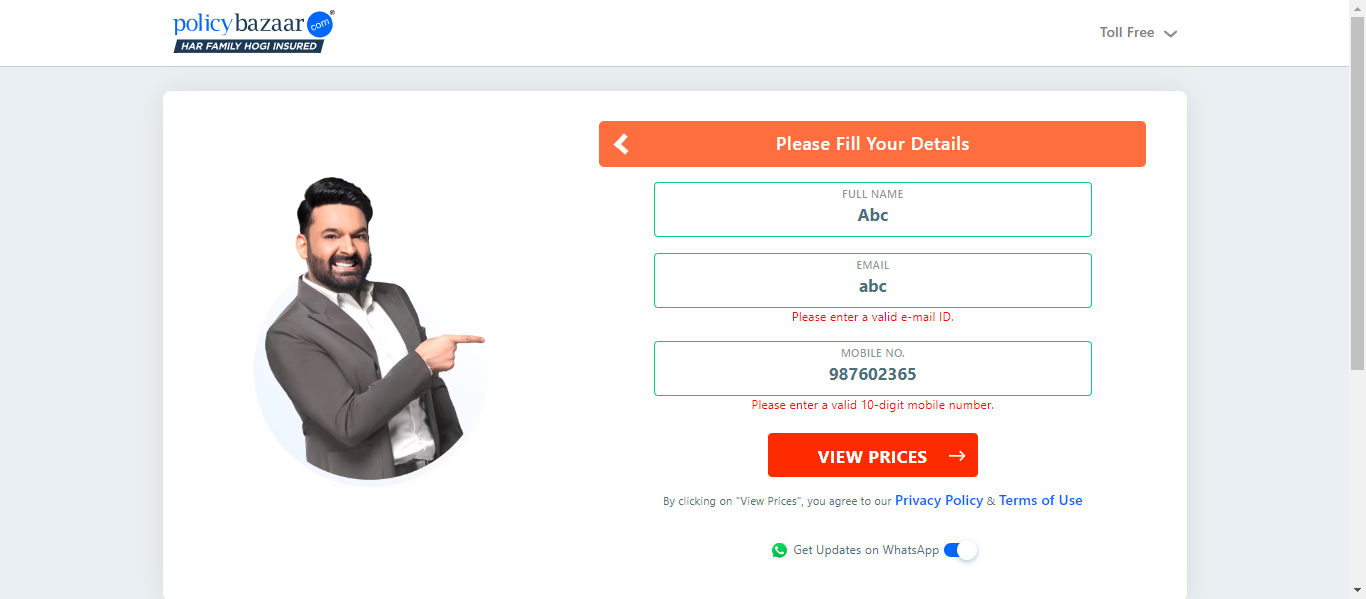 policybazaar.com®
HAR FAMILY HOGI INSURED
Toll Free
Please Fill Your Details
FULL NAME
Abc
EMAIL
abc
Please enter a valid e-mail ID.
MOBILE NO.
987602365
Please enter a valid 10-digit mobile number.
VIEW PRICES
By clicking on "View Prices", you agree to our Privacy Policy & Terms of Use
Get Updates on WhatsApp